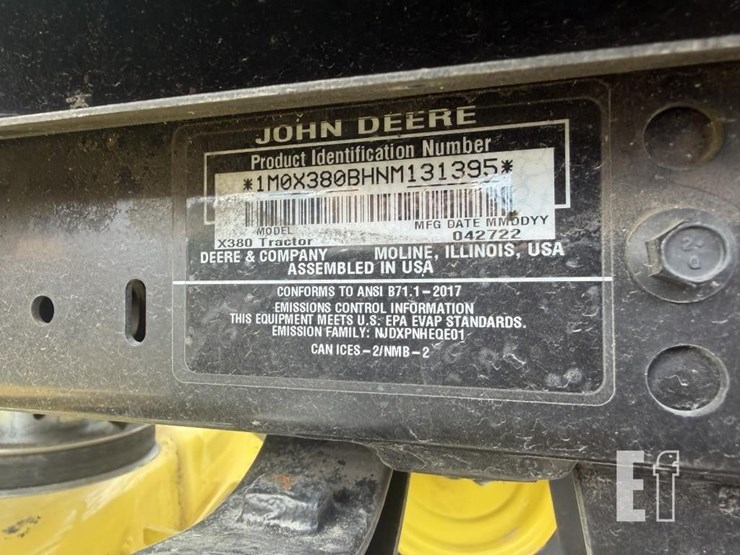 JOHN DEERE
Product Identification Number
*1M0X380BHNM131395*
MODEL MFG DATE MMDDYY
X380 Tractor 042722
DEERE & COMPANY MOLINE, ILLINOIS, USA
ASSEMBLED IN USA
CONFORMS TO ANSI B71.1-2017
EMISSIONS CONTROL INFORMATION
THIS EQUIPMENT MEETS U.S. EPA EVAP STANDARDS.
EMISSION FAMILY: NJDXPNHEQE01
CAN ICES-2/NMB-2
Ef